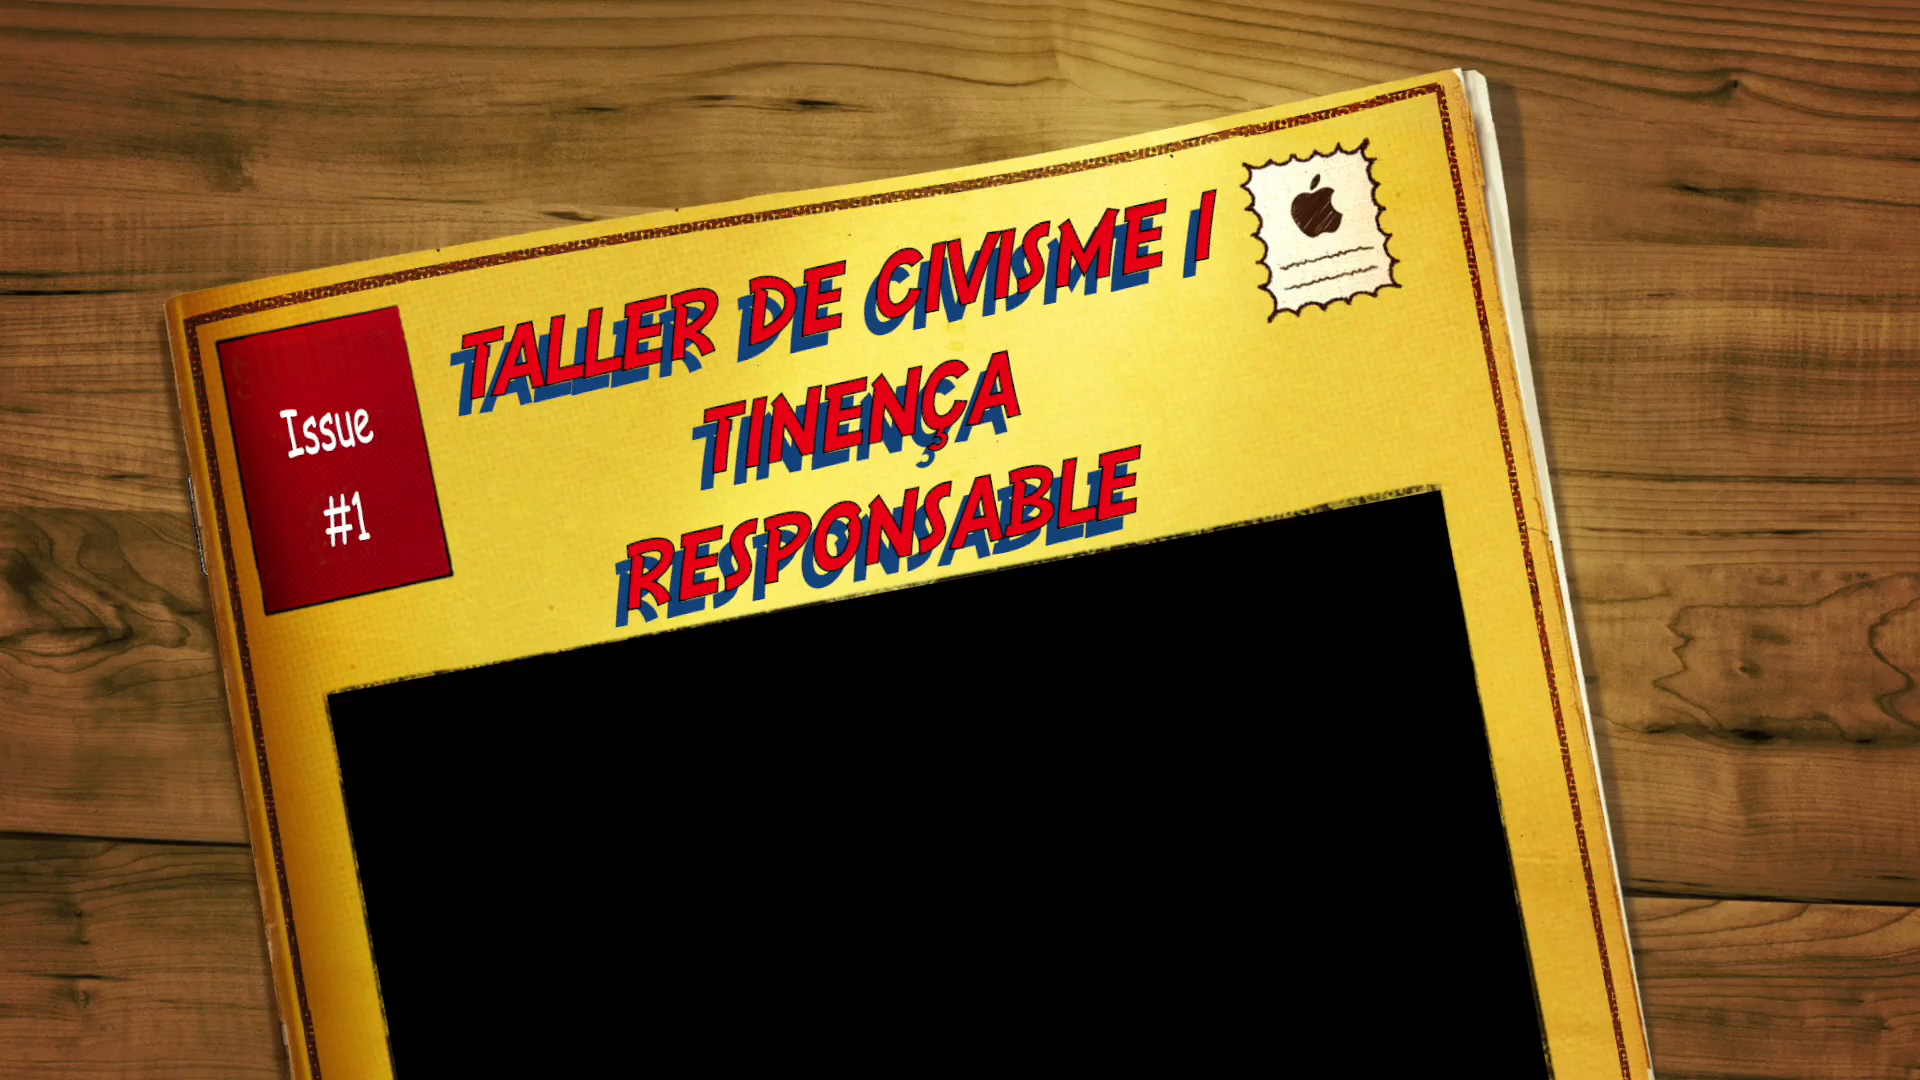 TALLER DE CIVISME I
TINENÇA
RESPONSABLE
Issue
#1